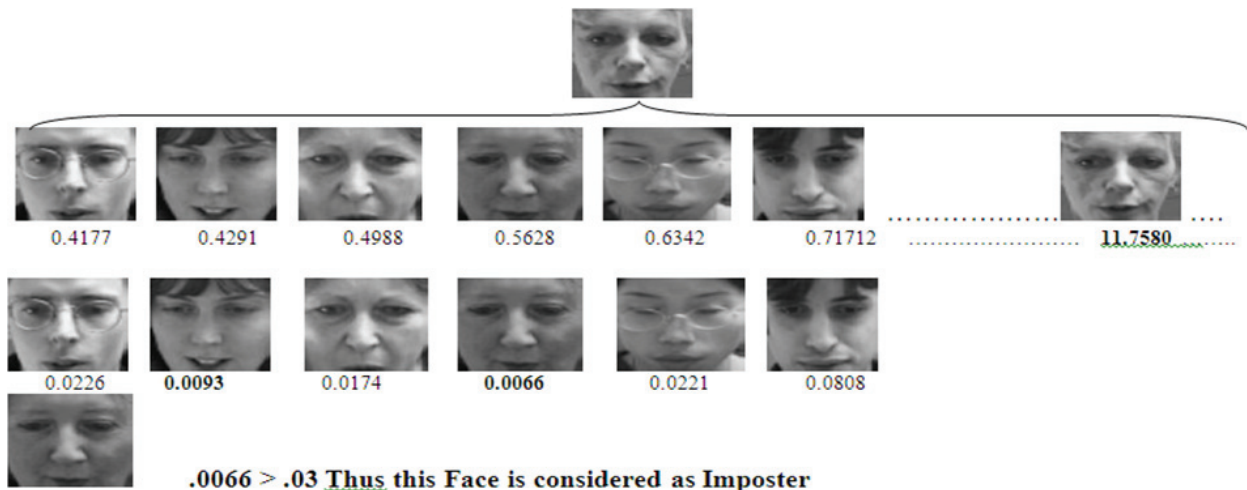 0.4177 0.4291 0.4988 0.5628 0.6342 0.71712 ........................ 11.7580 ........
0.0226 0.0093 0.0174 0.0066 0.0221 0.0808
.0066 > .03 Thus this Face is considered as Imposter